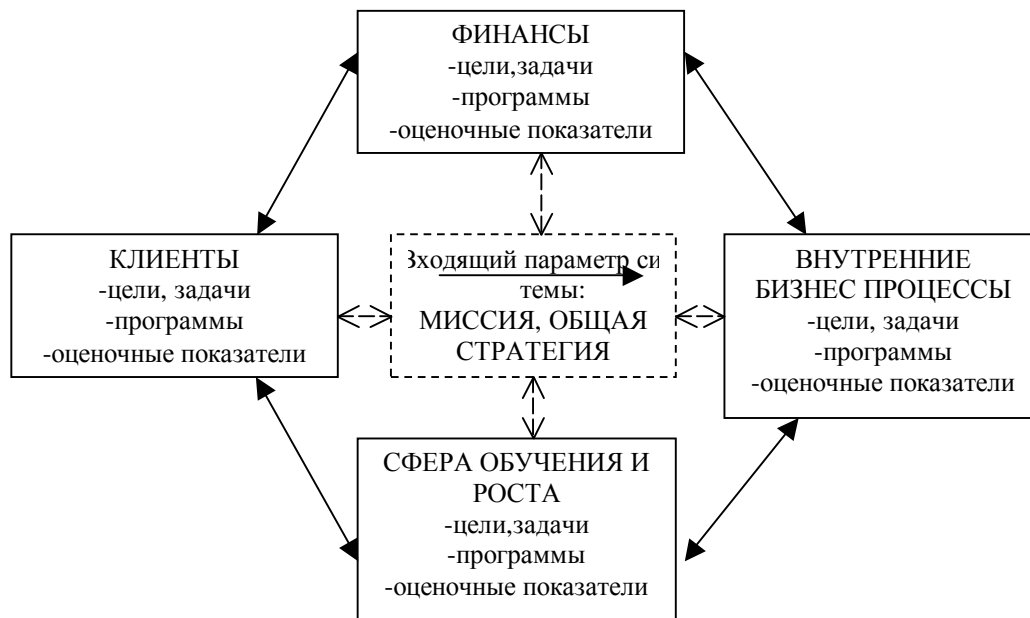 ФИНАНСЫ
-цели,задачи
-программы
-оценочные показатели
КЛИЕНТЫ
-цели, задачи
-программы
-оценочные показатели
Входящий параметр си
темы:
МИССИЯ, ОБЩАЯ
СТРАТЕГИЯ
ВНУТРЕННИЕ
БИЗНЕС ПРОЦЕССЫ
-цели, задачи
-программы
-оценочные показатели
СФЕРА ОБУЧЕНИЯ И
РОСТА
-цели,задачи
-программы
-оценочные показатели